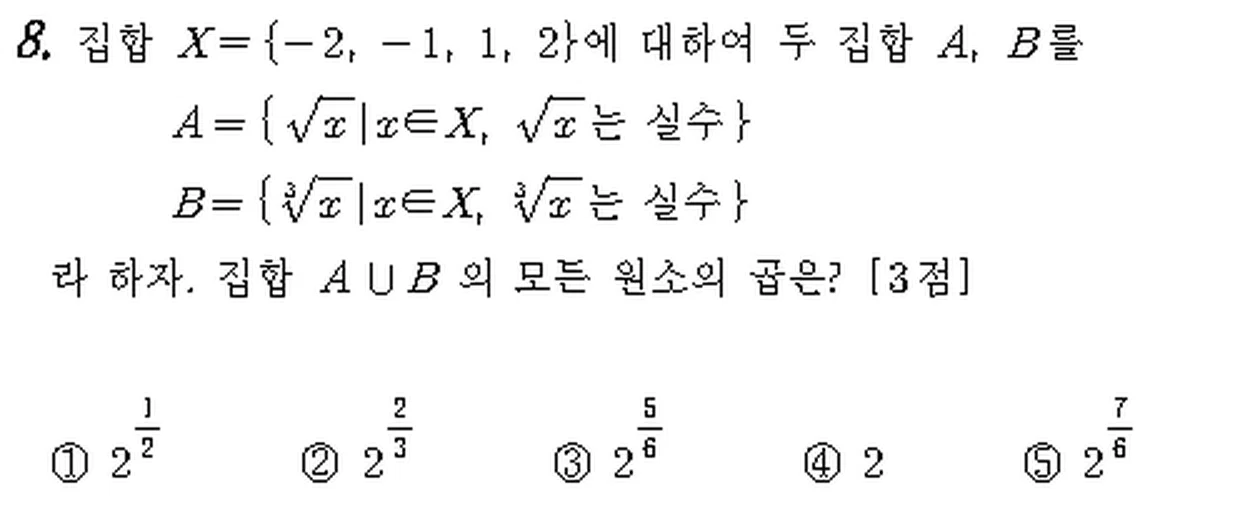 8. 집합 X={−2, −1, 1, 2}에 대하여 두 집합 A, B를
A={√x|x∈X, √x는 실수}
B={∛x|x∈X, ∛x는 실수}
라 하자. 집합 A∪B의 모든 원소의 곱은? [3점]
① 2^(1/2) ② 2^(2/3) ③ 2^(5/6) ④ 2 ⑤ 2^(7/6)